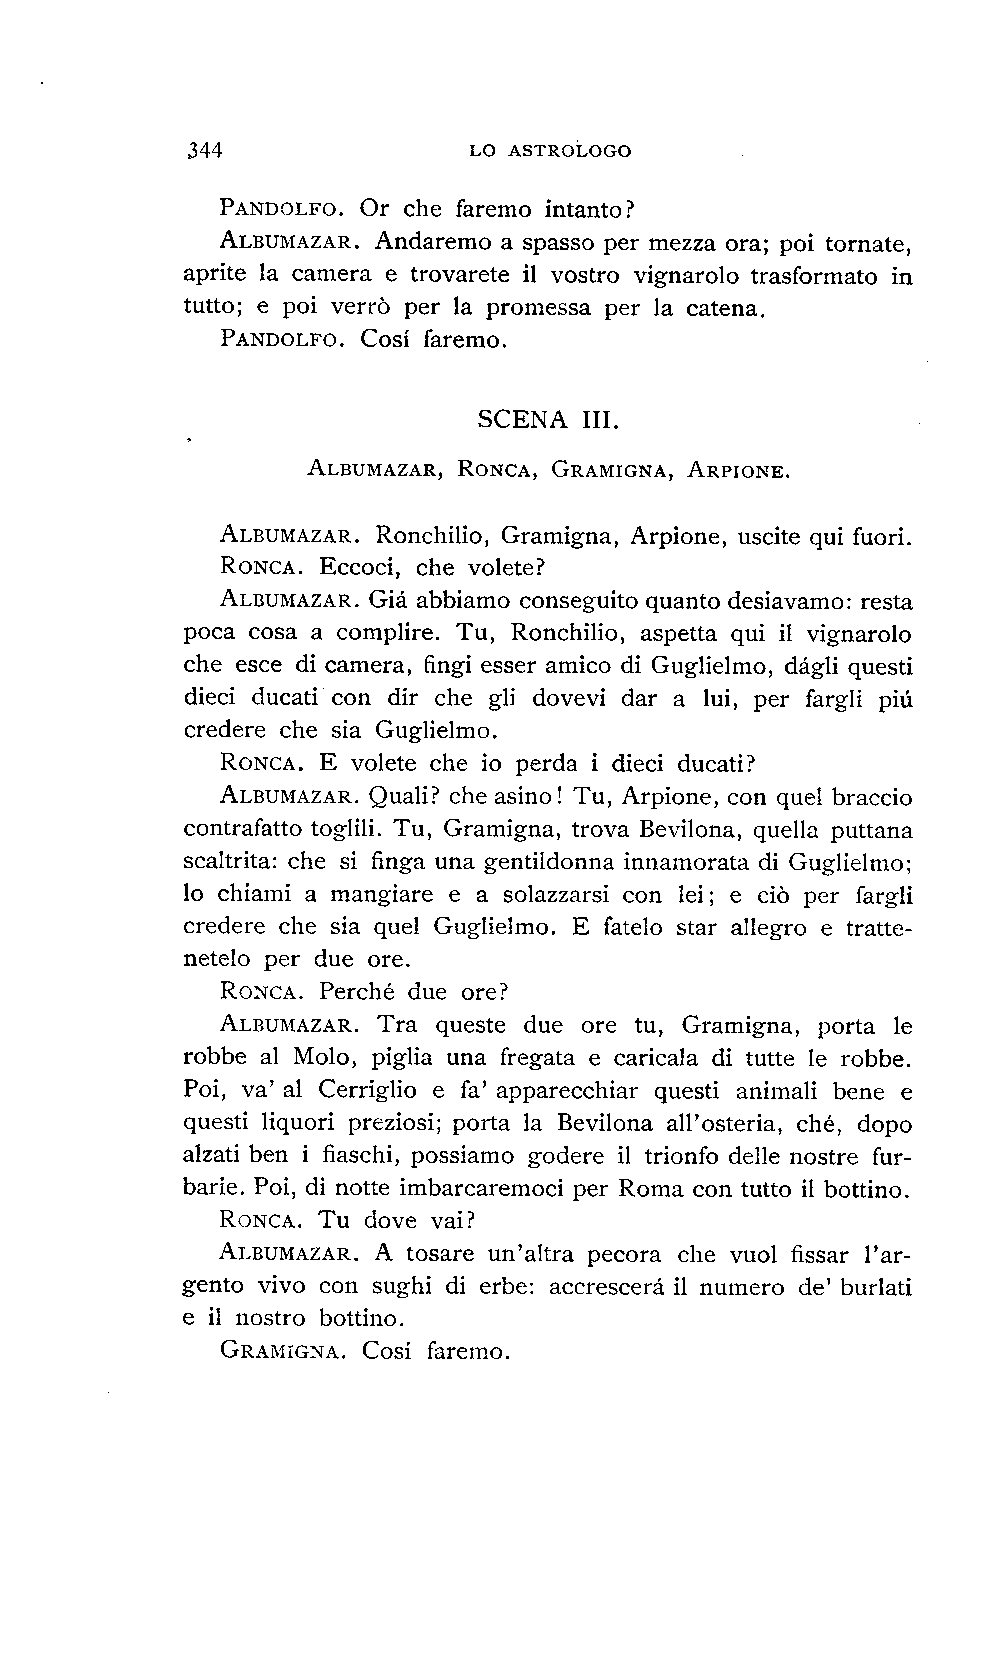 344 LO ASTROLOGO
PANDOLFO. Or che faremo intanto?
ALBUMAZAR. Andaremo a spasso per mezza ora; poi tornate,
aprite la camera e trovarete il vostro vignarolo trasformato in
tutto; e poi verrò per la promessa per la catena.
PANDOLFO. Cosí faremo.
SCENA III.
ALBUMAZAR, RONCA, GRAMIGNA, ARPIONE.
ALBUMAZAR. Ronchilio, Gramigna, Arpione, uscite qui fuori.
RONCA. Eccoci, che volete?
ALBUMAZAR. Giá abbiamo conseguito quanto desiavamo: resta
poca cosa a complire. Tu, Ronchilio, aspetta qui il vignarolo
che esce di camera, fingi esser amico di Guglielmo, dágli questi
dieci ducati con dir che gli dovevi dar a lui, per fargli piú
credere che sia Guglielmo.
RONCA. E volete che io perda i dieci ducati?
ALBUMAZAR. Quali? che asino! Tu, Arpione, con quel braccio
contrafatto toglili. Tu, Gramigna, trova Bevilona, quella puttana
scaltrita: che si finga una gentildonna innamorata di Guglielmo;
lo chiami a mangiare e a solazzarsi con lei; e ciò per fargli
credere che sia quel Guglielmo. E fatelo star allegro e tratte-
netelo per due ore.
RONCA. Perché due ore?
ALBUMAZAR. Tra queste due ore tu, Gramigna, porta le
robbe al Molo, piglia una fregata e caricala di tutte le robbe.
Poi, va' al Cerriglio e fa' apparecchiar questi animali bene e
questi liquori preziosi; porta la Bevilona all'osteria, ché, dopo
alzati ben i fiaschi, possiamo godere il trionfo delle nostre fur-
barie. Poi, di notte imbarcaremoci per Roma con tutto il bottino.
RONCA. Tu dove vai?
ALBUMAZAR. A tosare un'altra pecora che vuol fissar l'ar-
gento vivo con sughi di erbe: accrescerá il numero de' burlati
e il nostro bottino.
GRAMIGNA. Cosí faremo.